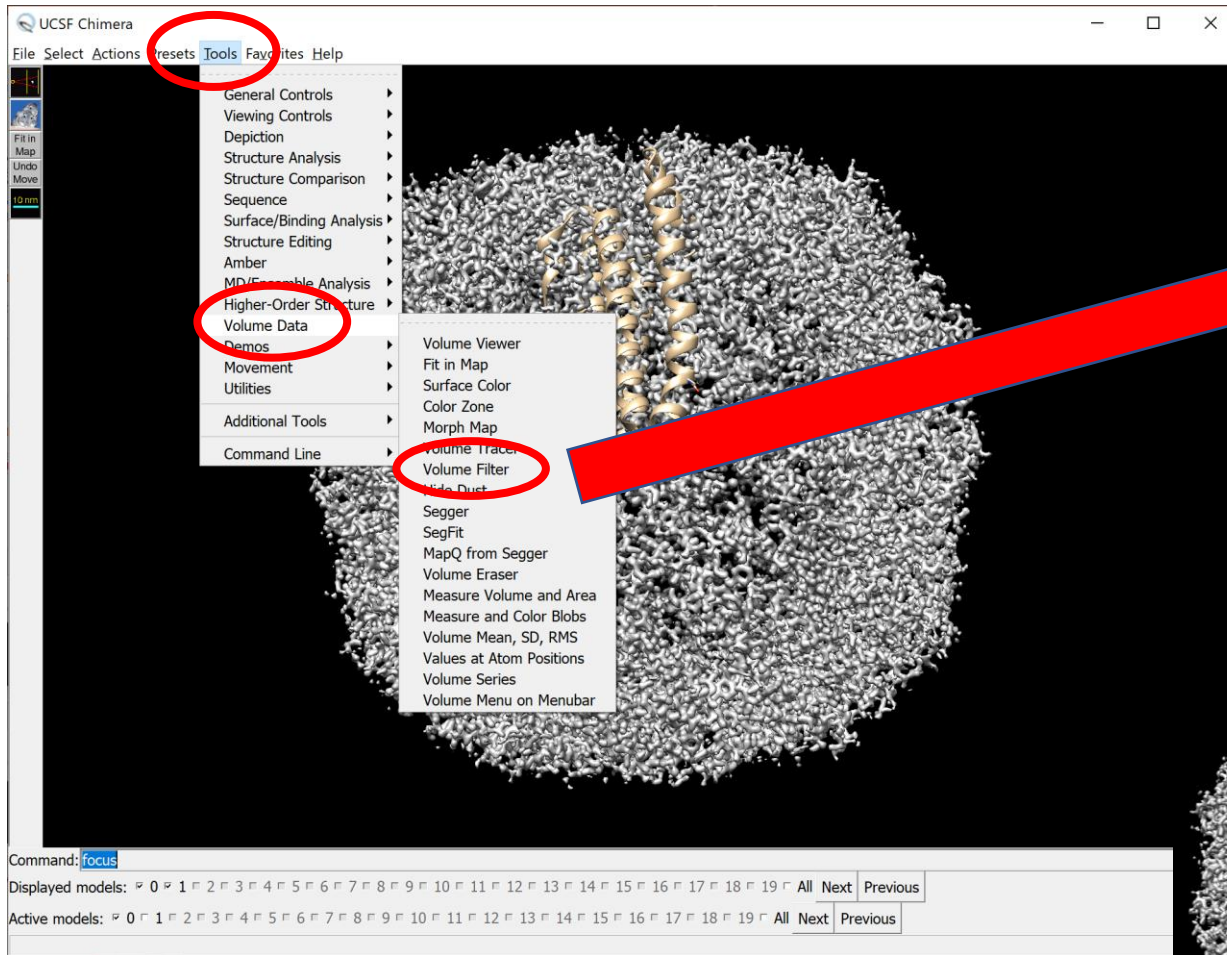 UCSF Chimera
File Select Actions Presets Tools Favorites Help
Fit in
Map
Undo
Move
10 nm
General Controls
Viewing Controls
Depiction
Structure Analysis
Structure Comparison
Sequence
Surface/Binding Analysis
Structure Editing
Amber
MD/Ensemble Analysis
Higher-Order Structure
Volume Data
Demos
Movement
Utilities
Additional Tools
Command Line
Volume Viewer
Fit in Map
Surface Color
Color Zone
Morph Map
Volume Tracer
Volume Filter
Hide Dust
Segger
SegFit
MapQ from Segger
Volume Eraser
Measure Volume and Area
Measure and Color Blobs
Volume Mean, SD, RMS
Values at Atom Positions
Volume Series
Volume Menu on Menubar
Command: focus
Displayed models: 0 1 2 3 4 5 6 7 8 9 10 11 12 13 14 15 16 17 18 19 All Next Previous
Active models: 0 1 2 3 4 5 6 7 8 9 10 11 12 13 14 15 16 17 18 19 All Next Previous